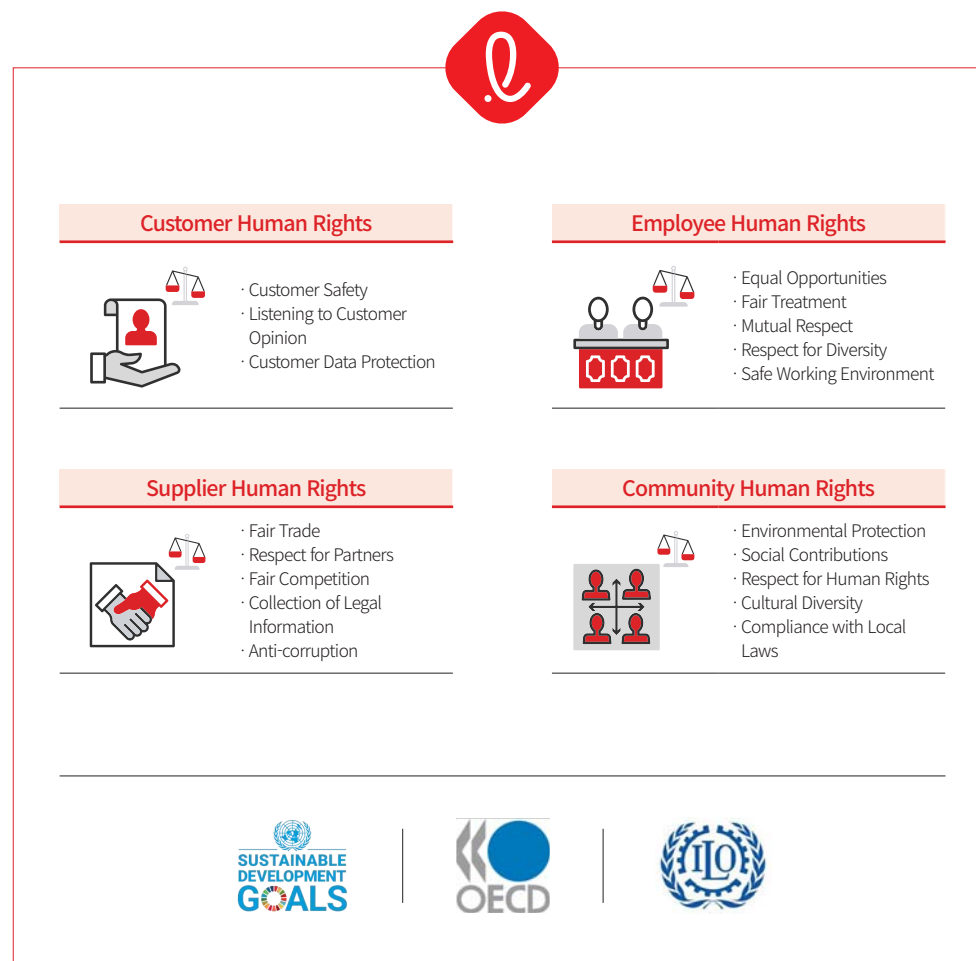 Customer Human Rights
· Customer Safety
· Listening to Customer
Opinion
· Customer Data Protection
Employee Human Rights
· Equal Opportunities
· Fair Treatment
· Mutual Respect
· Respect for Diversity
· Safe Working Environment
Supplier Human Rights
· Fair Trade
· Respect for Partners
· Fair Competition
· Collection of Legal
Information
· Anti-corruption
Community Human Rights
· Environmental Protection
· Social Contributions
· Respect for Human Rights
· Cultural Diversity
· Compliance with Local
Laws
SUSTAINABLE
DEVELOPMENT
GOALS
OECD
ILO